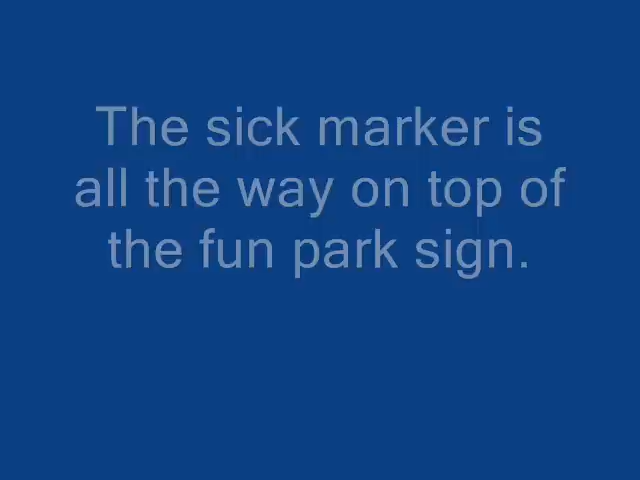 The sick marker is
all the way on top of
the fun park sign.